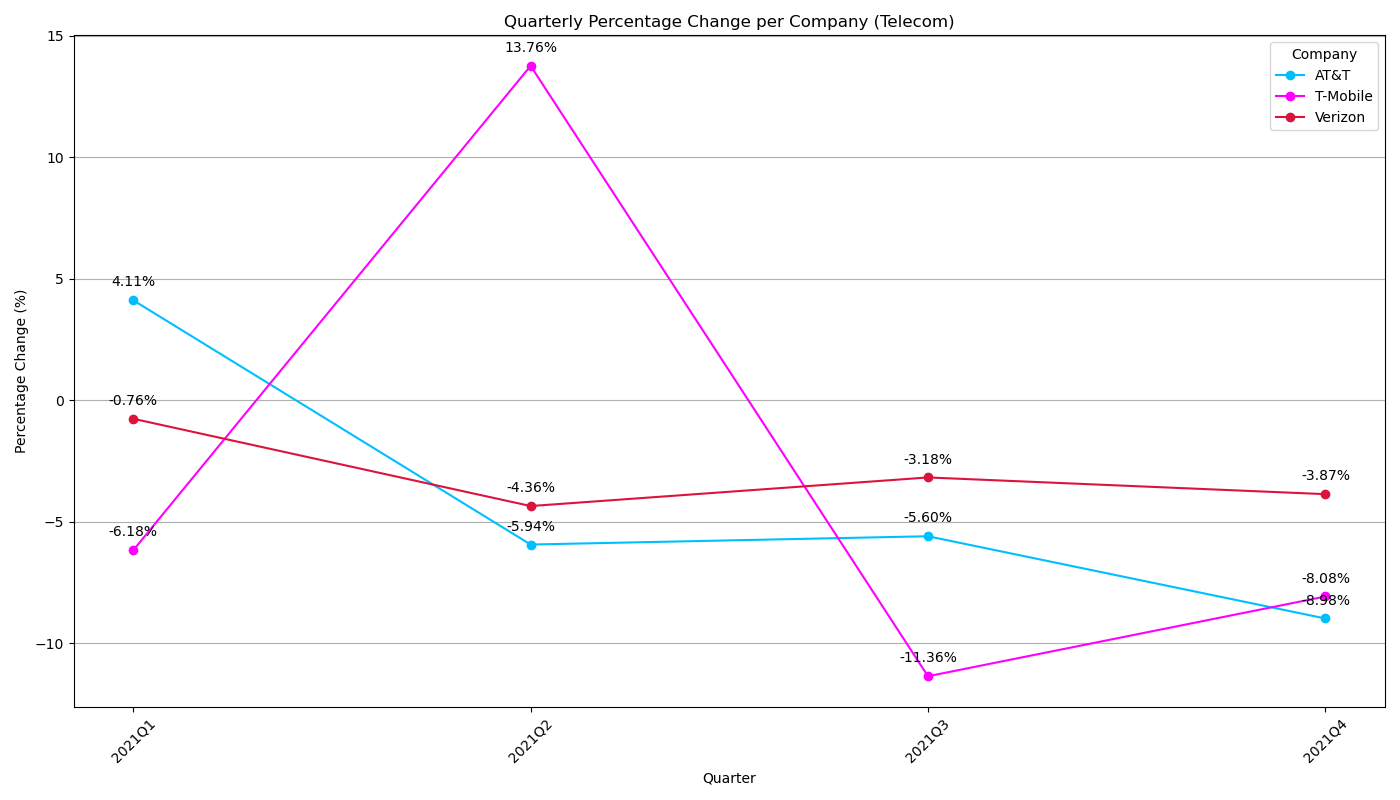 Quarterly Percentage Change per Company (Telecom)
Company
AT&T
T-Mobile
Verizon
Percentage Change (%)
15
10
5
0
−5
−10
13.76%
4.11%
-0.76%
-6.18%
-4.36%
-5.94%
-3.18%
-5.60%
-11.36%
-3.87%
-8.08%
-8.98%
2021Q1
2021Q2
2021Q3
2021Q4
Quarter